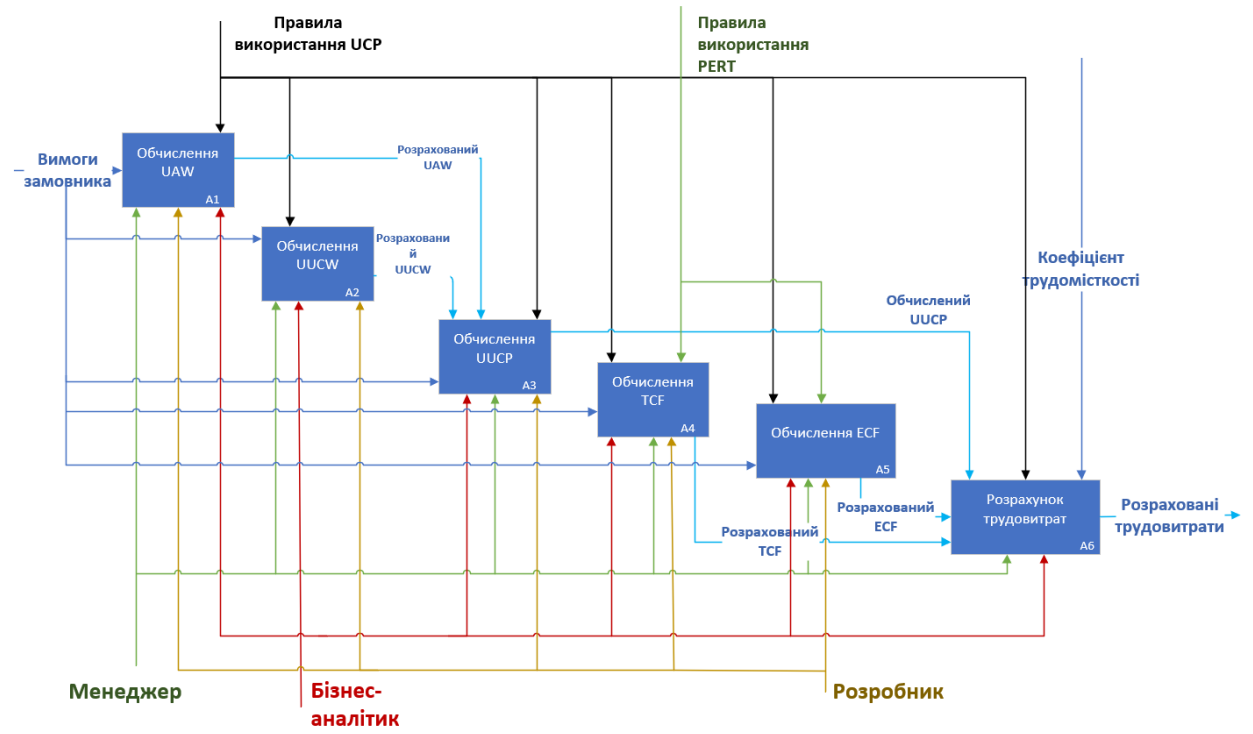 Правила
використання UCP
Правила
використання
PERT
Вимоги
замовника
Обчислення
UAW
A1
Розрахований
UAW
Обчислення
UUCW
A2
Розраховани
й
UUCW
Коефіцієнт
трудомісткості
Обчислений
UUCP
Обчислення
UUCP
A3
Обчислення
TCF
A4
Обчислення ECF
A5
Розрахований
ECF
Розрахований
TCF
Розрахунок
трудовитрат
A6
Розраховані
трудовитрати
Менеджер
Бізнес-
аналітик
Розробник